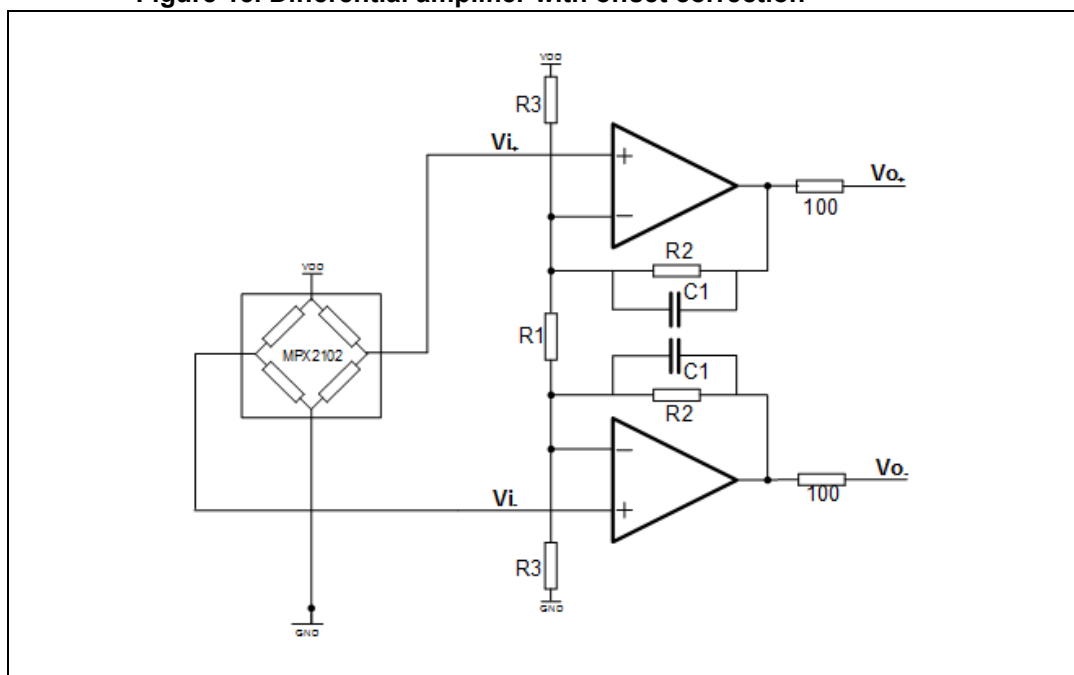 Figure 18. Differential amplifier with offset correction
VDD
R3
Vi+
+
Vo+
100
−
R2
VDD
C1
MPX2102
R1
C1
R2
−
Vo-
100
Vi-
+
R3
GND
GND